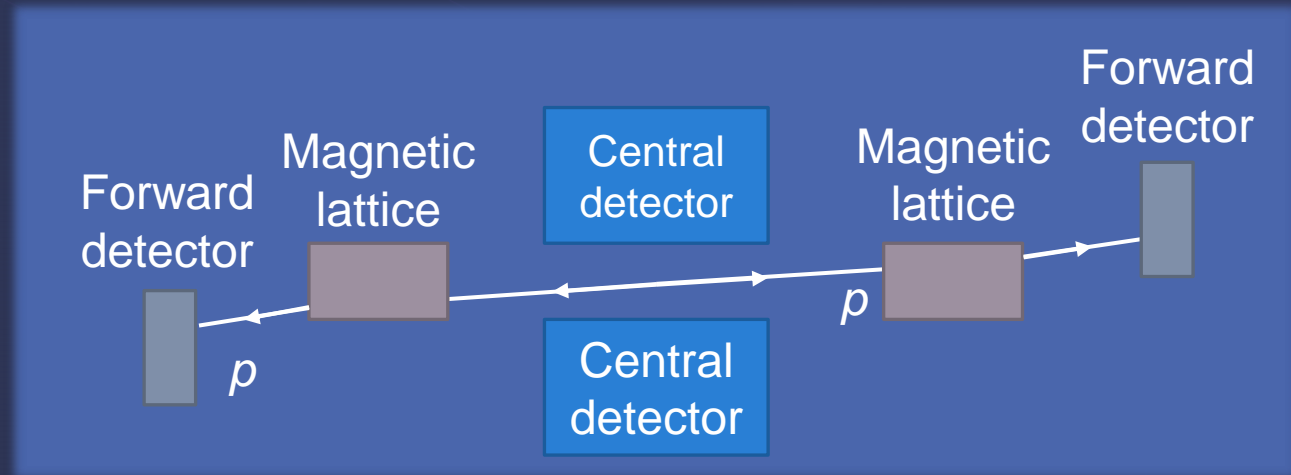 Forward
detector
Magnetic
lattice
Central
detector
Magnetic
lattice
Forward
detector
p
p
Central
detector